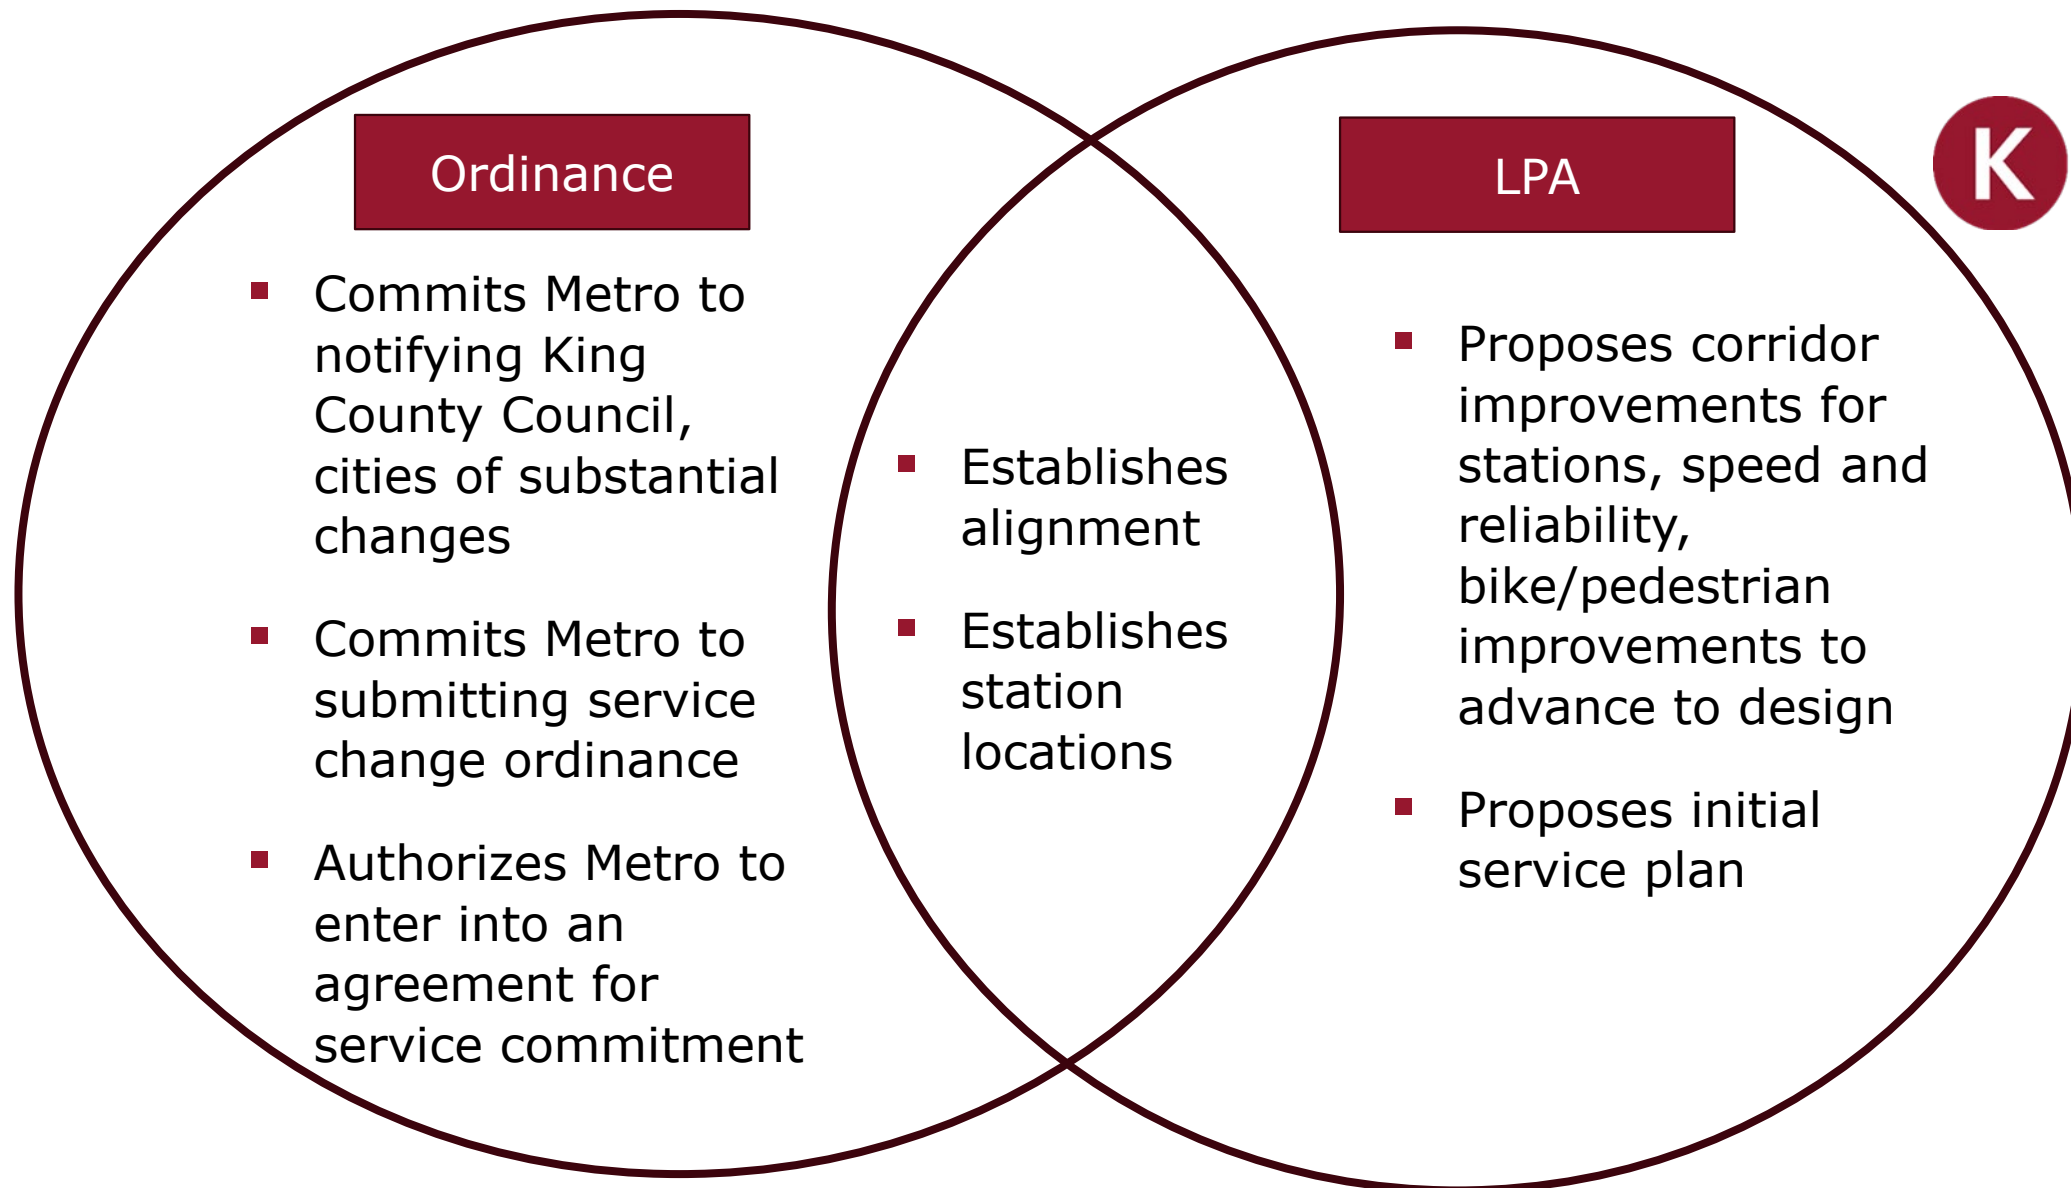 Ordinance
Commits Metro to
notifying King
County Council,
cities of substantial
changes
Commits Metro to
submitting service
change ordinance
Authorizes Metro to
enter into an
agreement for
service commitment
Establishes
alignment
Establishes
station
locations
LPA
Proposes corridor
improvements for
stations, speed and
reliability,
bike/pedestrian
improvements to
advance to design
Proposes initial
service plan
K